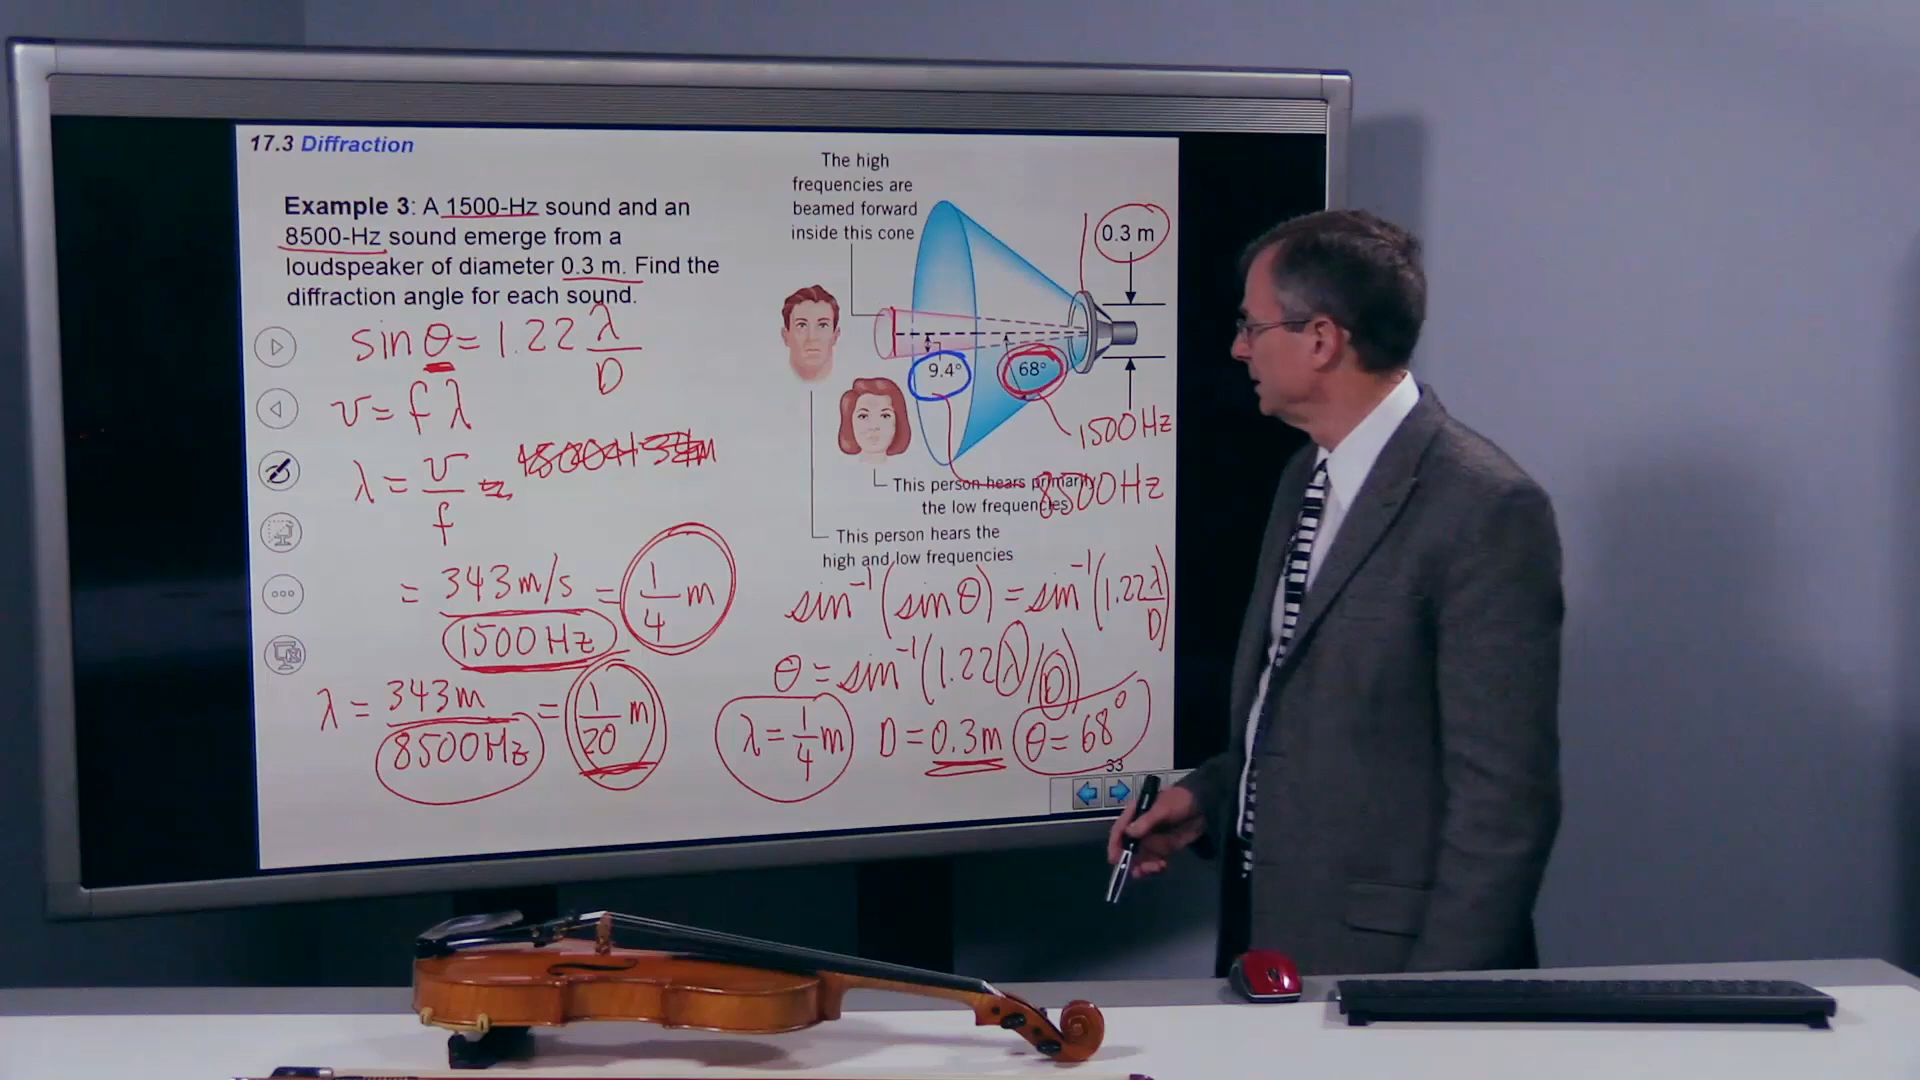 17.3 Diffraction
Example 3: A 1500-Hz sound and an
8500-Hz sound emerge from a
loudspeaker of diameter 0.3 m. Find the
diffraction angle for each sound.
sin θ = 1.22 λ/D
v = f λ
λ = v/f =
= 343 m/s / 1500 Hz = 1/4 m
λ = 343 m / 8500 Hz = 1/20 m
The high
frequencies are
beamed forward
inside this cone
0.3 m
9.4°
68°
1500 Hz
8500 Hz
This person hears primarily
the low frequencies
This person hears the
high and low frequencies
sin⁻¹(sin θ) = sin⁻¹(1.22 λ/D)
θ = sin⁻¹(1.22 λ/D)
λ = 1/4 m D = 0.3 m θ = 68°
33